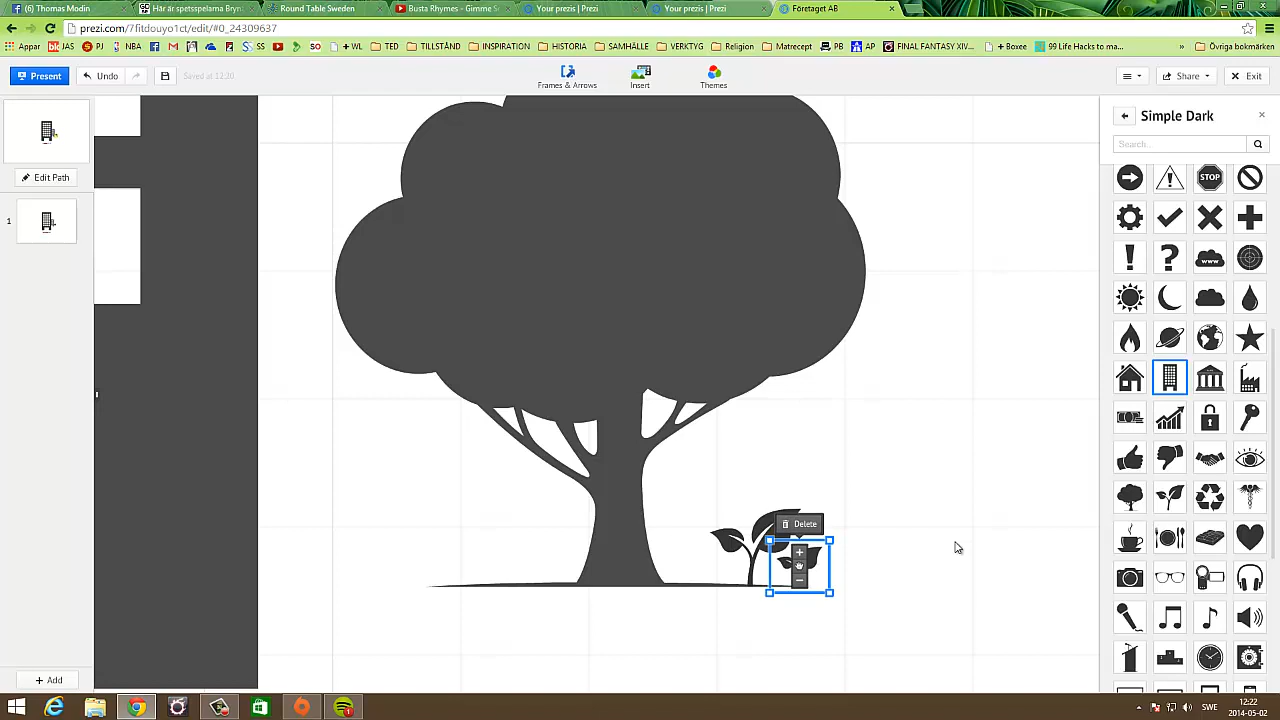 (6) Thomas Modin
Här är spetsspelarna Bryn
Round Table Sweden
Busta Rhymes – Gimme S
Your prezis | Prezi
Your prezis | Prezi
Företaget AB
prezi.com/7fitdouyo1ct/edit/#0_24309637
Appar
JAS
PJ
NBA
SS
SO
+ WL
TED
TILLSTÅND
INSPIRATION
HISTORIA
SAMHÄLLE
VERKTYG
Religion
Matrecept
PB
AP
FINAL FANTASY XIV...
+ Boxee
99 Life Hacks to ma...
»
Övriga bokmärken
Present
Undo
Saved at 12:20
Frames & Arrows
Insert
Themes
Share
Exit
Simple Dark
Search...
Edit Path
1
STOP
www
Delete
Add
SWE
12:22
2014-05-02